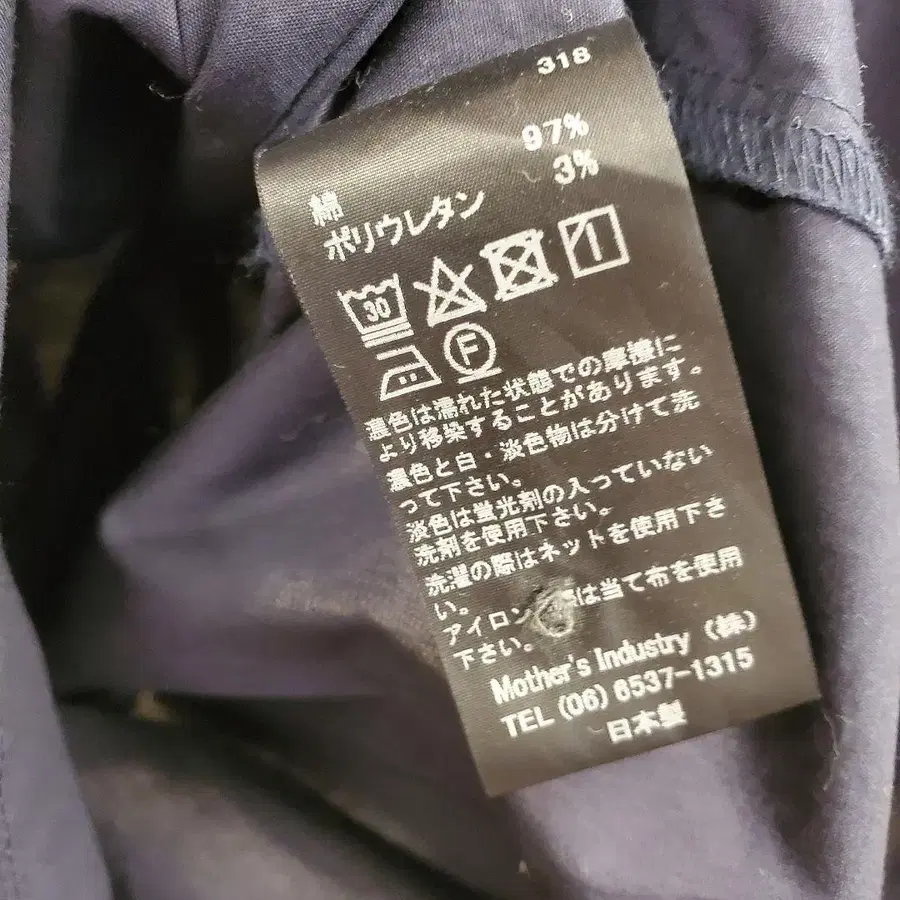 318
綿 97%
ポリウレタン 3%
30
F
濃色は濡れた状態での摩擦に
より移染することがあります。
濃色と白・淡色物は分けて洗
って下さい。
淡色は蛍光剤の入っていない
洗剤を使用下さい。
洗濯の際はネットを使用下さ
い。
アイロン は当て布を使用
下さい。
Mother's Industry (株)
TEL (06) 6537-1315
日本製